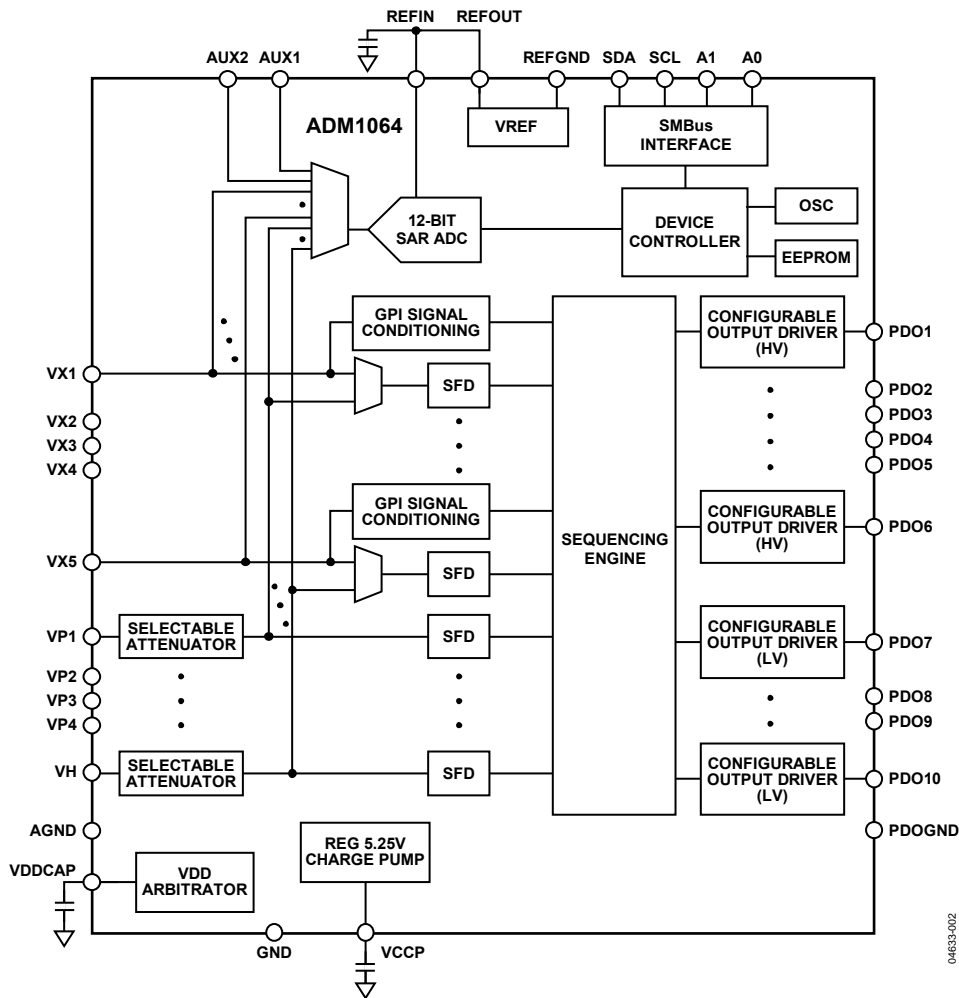 REFIN REFOUT
AUX2 AUX1
REFGND SDA SCL A1 A0
ADM1064
VREF
SMBus
INTERFACE
12-BIT
SAR ADC
DEVICE
CONTROLLER
OSC
EEPROM
GPI SIGNAL
CONDITIONING
CONFIGURABLE
OUTPUT DRIVER
(HV)
PDO1
VX1
SFD
PDO2
VX2
PDO3
VX3
PDO4
VX4
PDO5
GPI SIGNAL
CONDITIONING
CONFIGURABLE
OUTPUT DRIVER
(HV)
PDO6
SEQUENCING
ENGINE
VX5
SFD
VP1
SELECTABLE
ATTENUATOR
SFD
CONFIGURABLE
OUTPUT DRIVER
(LV)
PDO7
VP2
VP3
VP4
PDO8
PDO9
VH
SELECTABLE
ATTENUATOR
SFD
CONFIGURABLE
OUTPUT DRIVER
(LV)
PDO10
AGND
PDOGND
REG 5.25V
CHARGE PUMP
VDDCAP
VDD
ARBITRATOR
GND
VCCP
04633-002